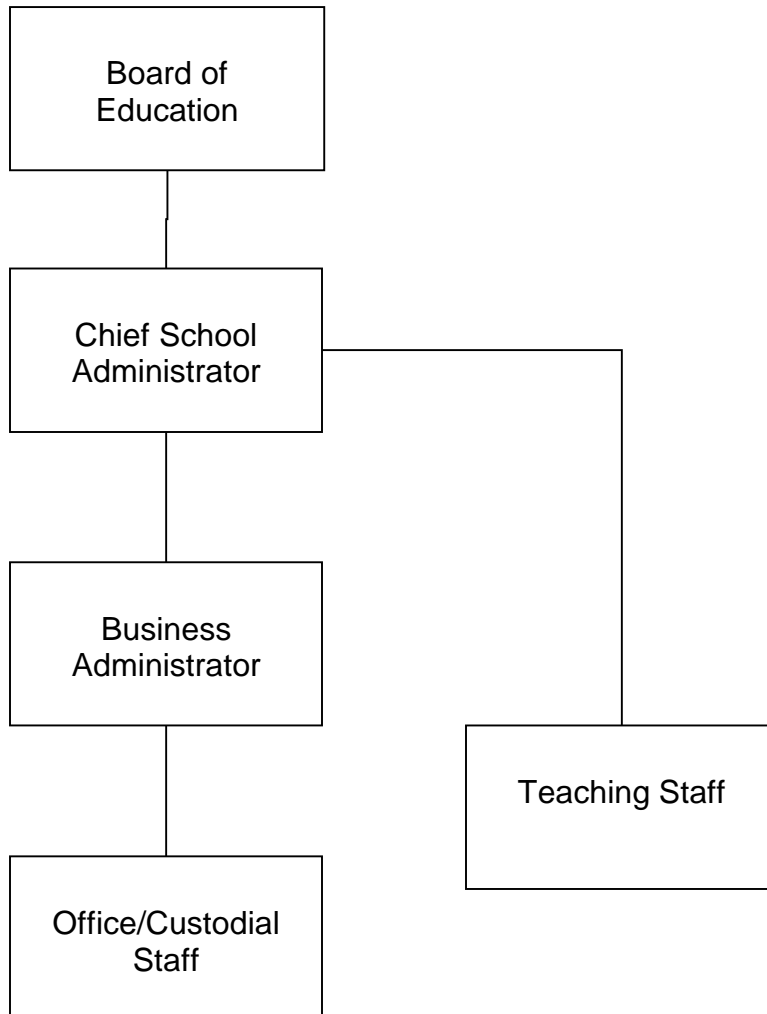 Board of
Education
Chief School
Administrator
Business
Administrator
Teaching Staff
Office/Custodial
Staff